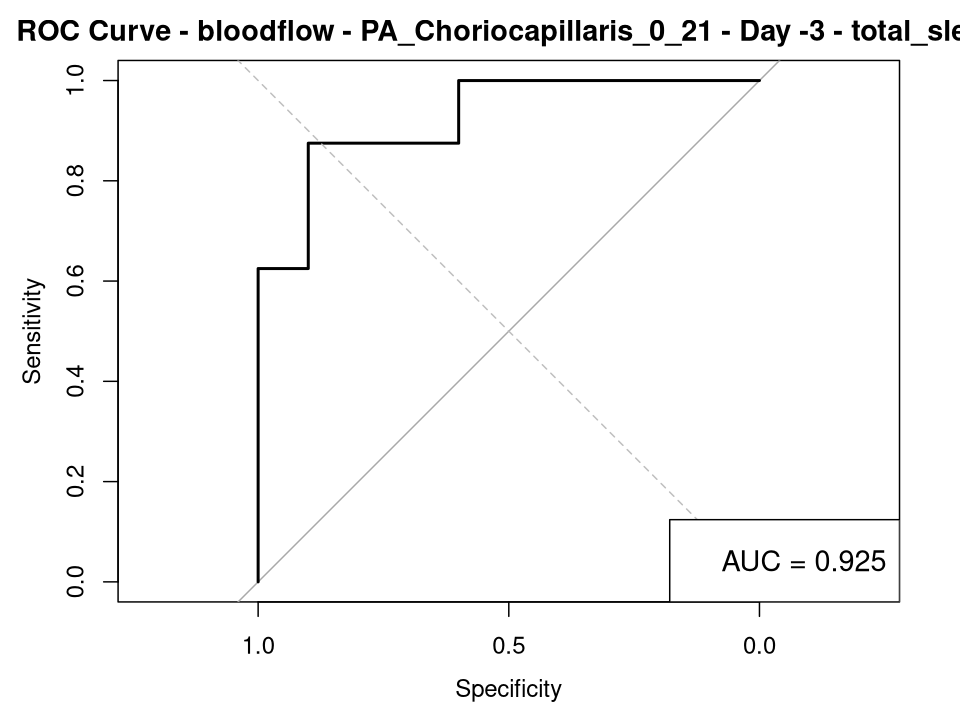 ROC Curve - bloodflow - PA_Choriocapillaris_0_21 - Day -3 - total_sle
1.0
0.8
0.6
0.4
0.2
0.0
Sensitivity
AUC = 0.925
1.0 0.5 0.0
Specificity